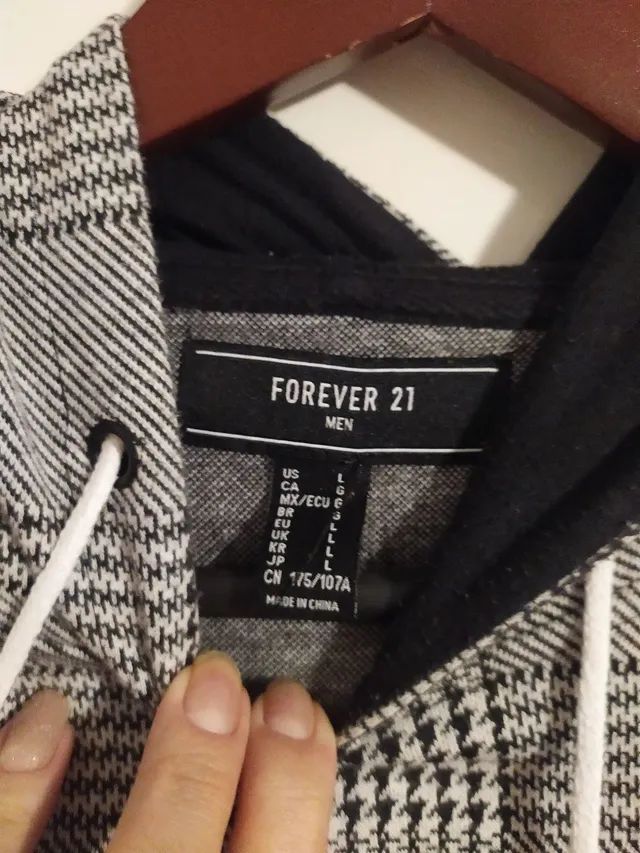 FOREVER 21
MEN
US L
CA G
MX/ECU G
BR
EU L
UK L
KR L
JP L
CN 175/107A
MADE IN CHINA